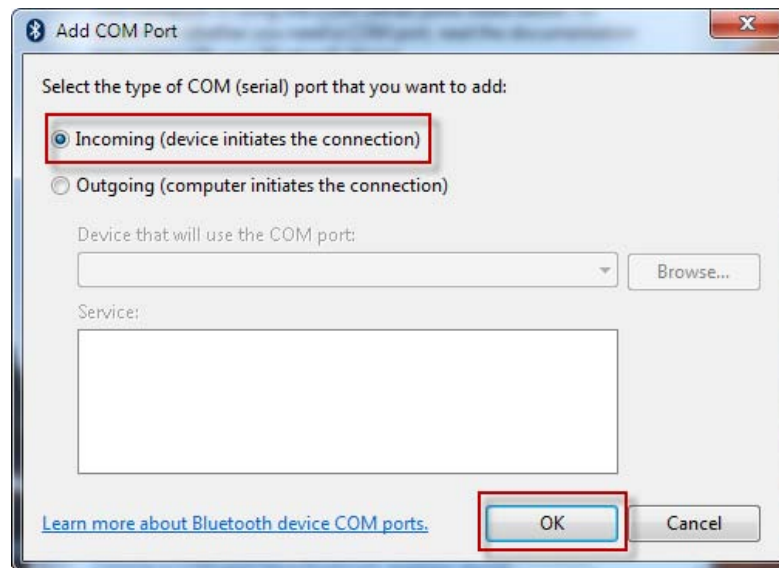 Add COM Port
Select the type of COM (serial) port that you want to add:
Incoming (device initiates the connection)
Outgoing (computer initiates the connection)
Device that will use the COM port:
Browse...
Service:
Learn more about Bluetooth device COM ports.
OK
Cancel